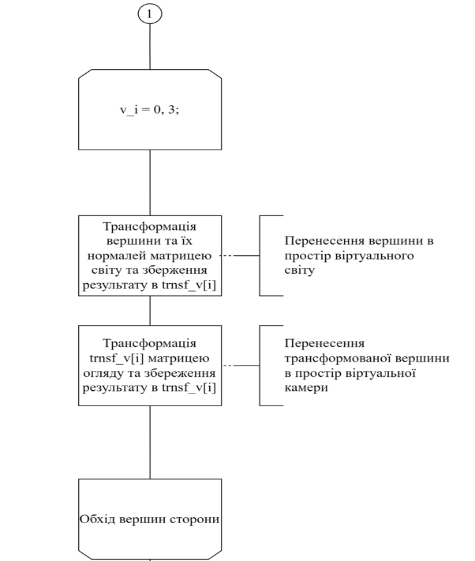 1
v_i = 0, 3;
Трансформація
вершини та їх
нормалей матрицею
світу та зберження
результату в trnsf_v[i]
Перенесення вершини в
простір віртуального
світу
Трансформація
trnsf_v[i] матрицею
огляду та збереження
результату в trnsf_v[i]
Перенесення
трансформованої вершини
в простір віртуальної
камери
Обхід вершин сторони